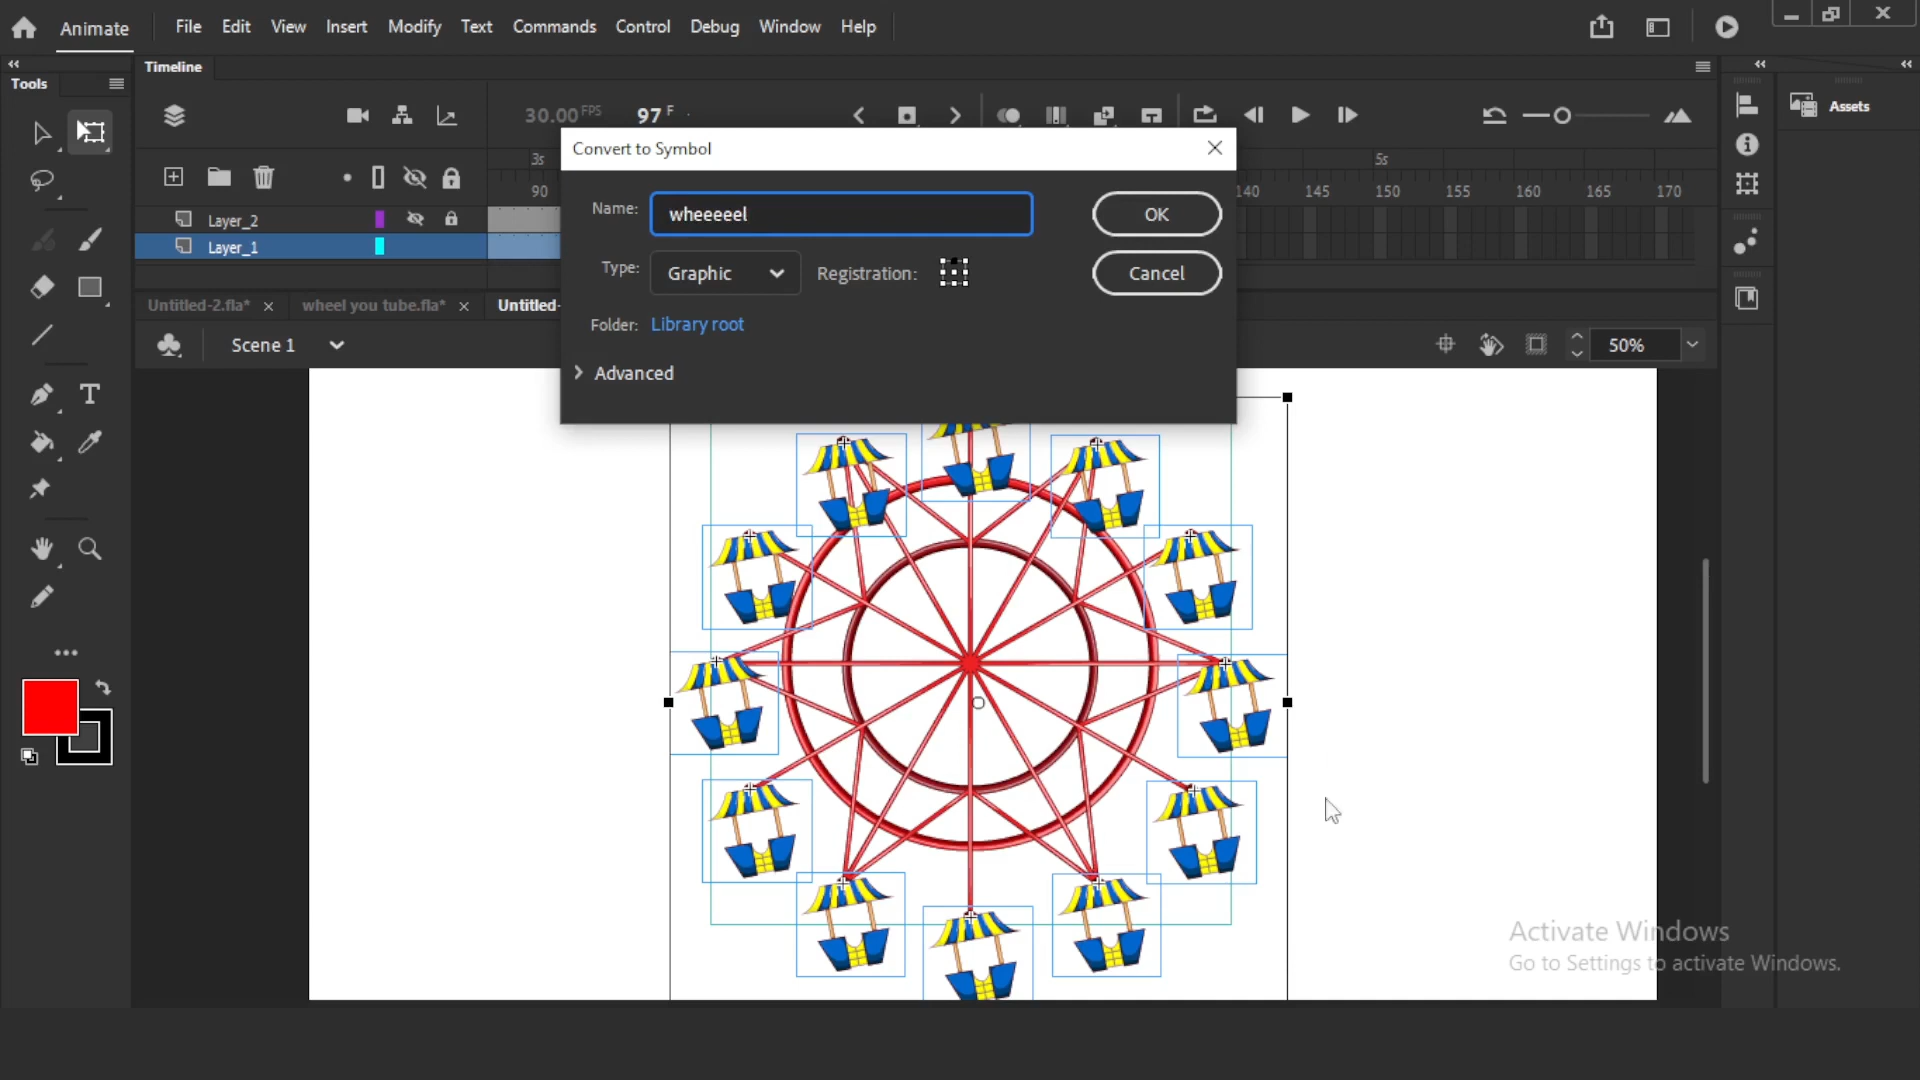 Animate File Edit View Insert Modify Text Commands Control Debug Window Help
Tools
Timeline
30.00 FPS 97 F
Assets
Convert to Symbol
3s 5s
90 140 145 150 155 160 165 170
Name: wheeeeel OK
Layer_2
Layer_1
Type: Graphic Registration: Cancel
Untitled-2.fla* wheel you tube.fla* Untitled-
Folder: Library root
Scene 1 50%
Advanced
T
Activate Windows
Go to Settings to activate Windows.